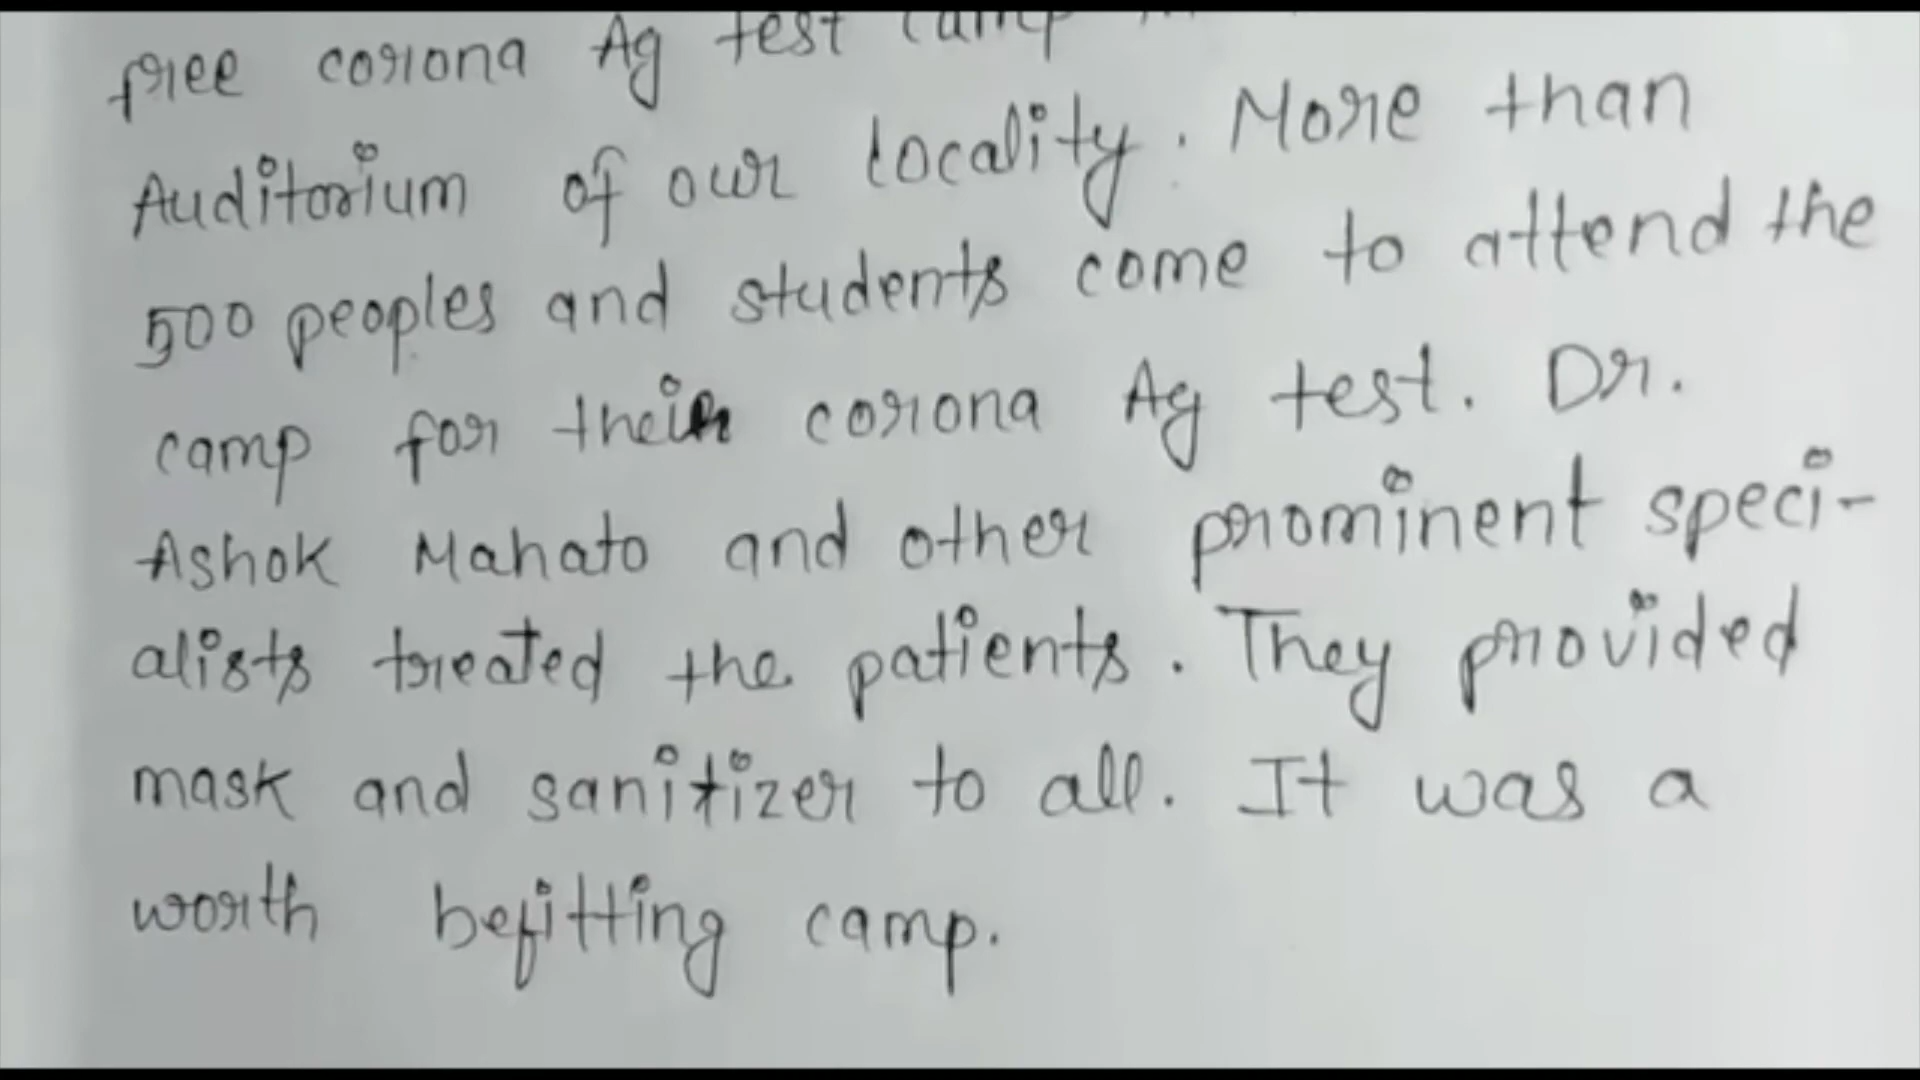 free corona Ag test camp
Auditorium of our locality. More than
500 peoples and students come to attend the
camp for their corona Ag test. Dr.
Ashok Mahato and other prominent speci-
alists treated the patients. They provided
mask and sanitizer to all. It was a
worth befitting camp.